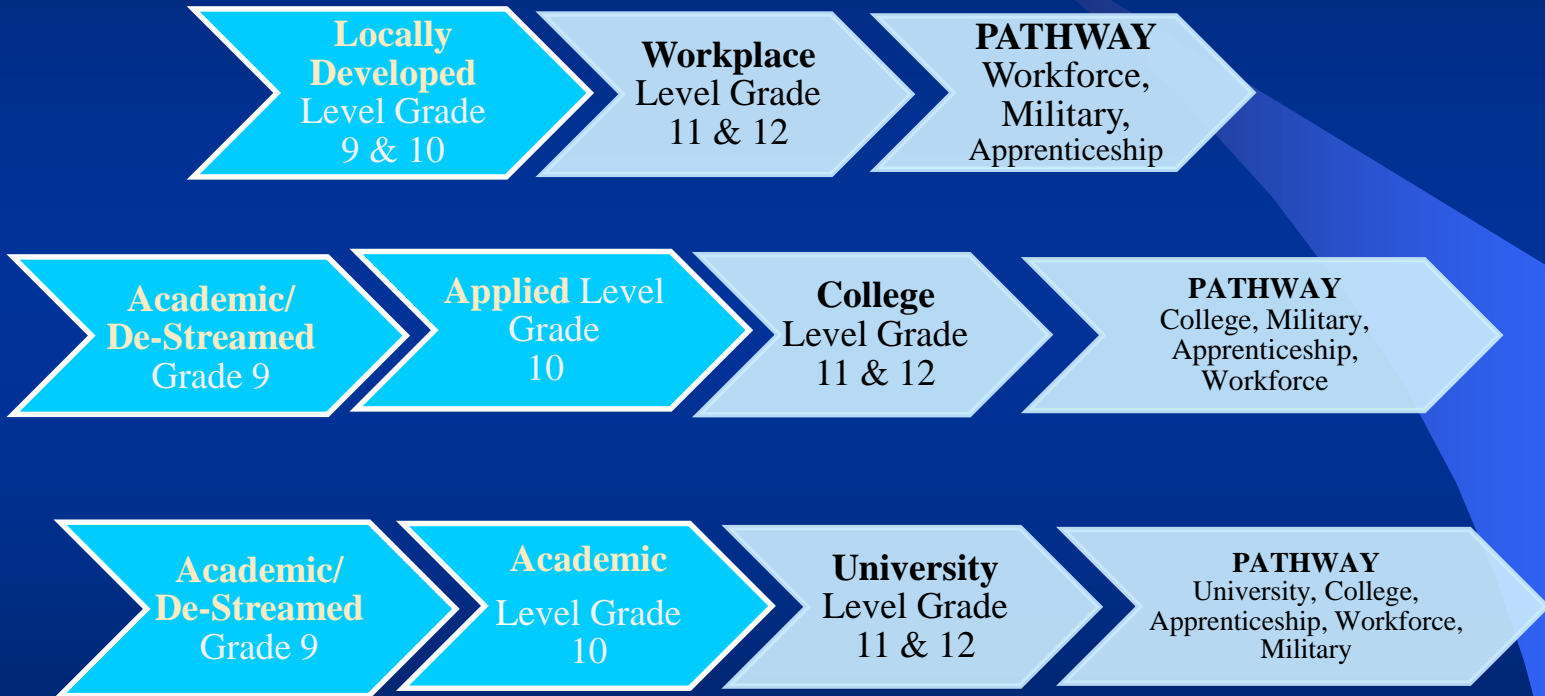 Locally
Developed
Level Grade
9 & 10
Workplace
Level Grade
11 & 12
PATHWAY
Workforce,
Military,
Apprenticeship
Academic/
De-Streamed
Grade 9
Applied Level
Grade
10
College
Level Grade
11 & 12
PATHWAY
College, Military,
Apprenticeship,
Workforce
Academic/
De-Streamed
Grade 9
Academic
Level Grade
10
University
Level Grade
11 & 12
PATHWAY
University, College,
Apprenticeship, Workforce,
Military